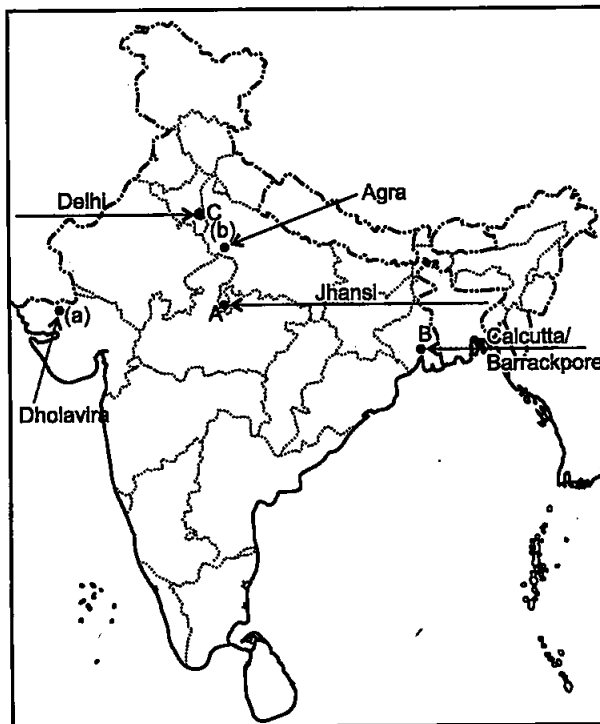 Delhi
C
Agra
(b)
Jhansi
A
(a)
B
Calcutta/
Barrackpore
Dholavira